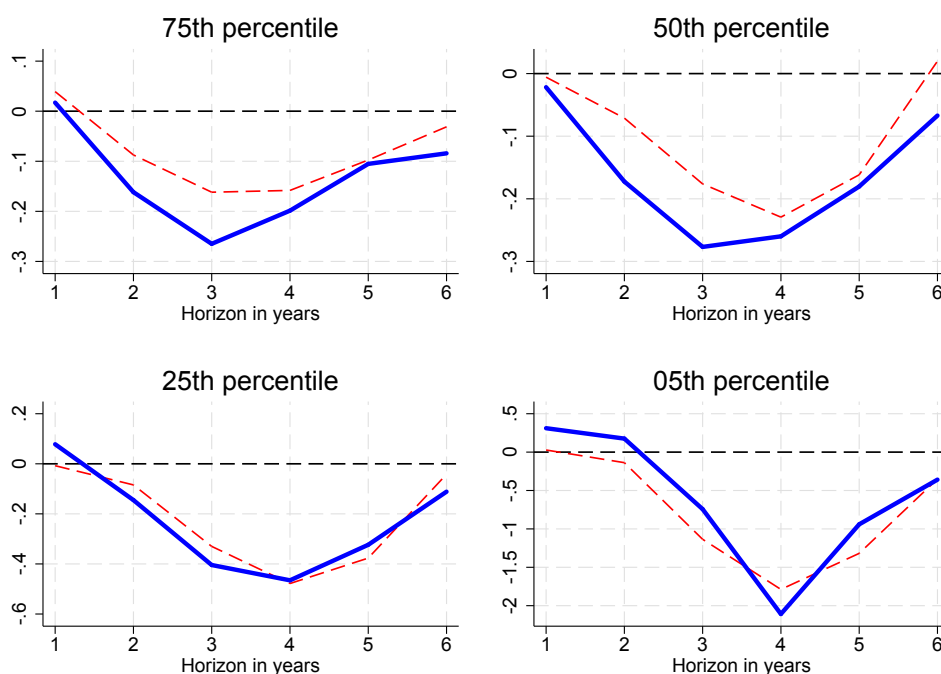 75th percentile
.1
0
-.1
-.2
-.3
1 2 3 4 5 6
Horizon in years
50th percentile
0
-.1
-.2
-.3
1 2 3 4 5 6
Horizon in years
25th percentile
.2
0
-.2
-.4
-.6
1 2 3 4 5 6
Horizon in years
05th percentile
.5
0
-.5
-1
-1.5
-2
1 2 3 4 5 6
Horizon in years